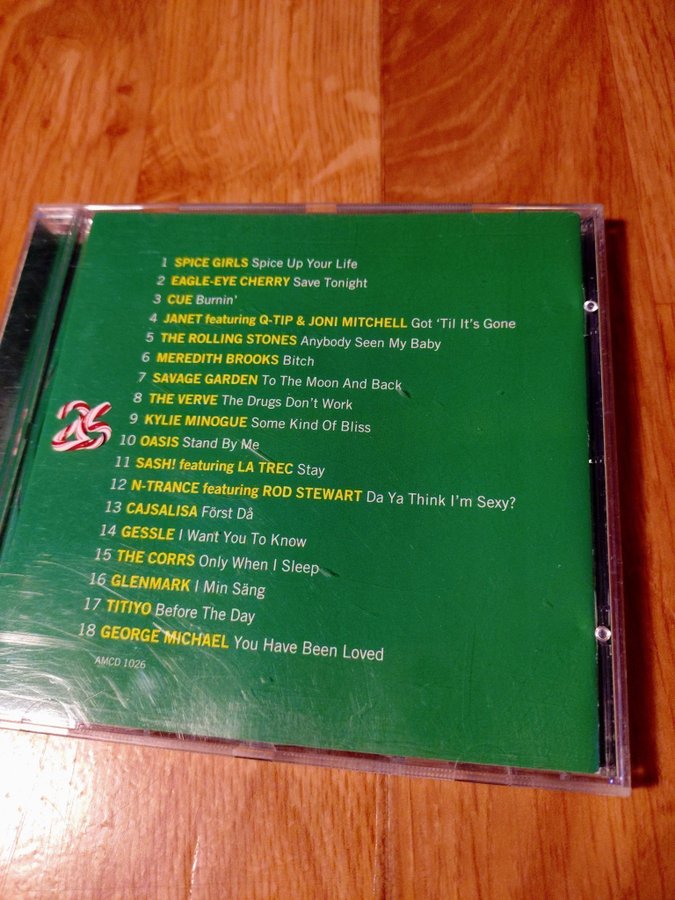 1 SPICE GIRLS Spice Up Your Life
2 EAGLE-EYE CHERRY Save Tonight
3 CUE Burnin'
4 JANET featuring Q-TIP & JONI MITCHELL Got 'Til It's Gone
5 THE ROLLING STONES Anybody Seen My Baby
6 MEREDITH BROOKS Bitch
7 SAVAGE GARDEN To The Moon And Back
8 THE VERVE The Drugs Don't Work
9 KYLIE MINOGUE Some Kind Of Bliss
10 OASIS Stand By Me
11 SASH! featuring LA TREC Stay
12 N-TRANCE featuring ROD STEWART Da Ya Think I'm Sexy?
13 CAJSALISA Först Då
14 GESSLE I Want You To Know
15 THE CORRS Only When I Sleep
16 GLENMARK I Min Säng
17 TITIYO Before The Day
18 GEORGE MICHAEL You Have Been Loved
AMCD 1026
26